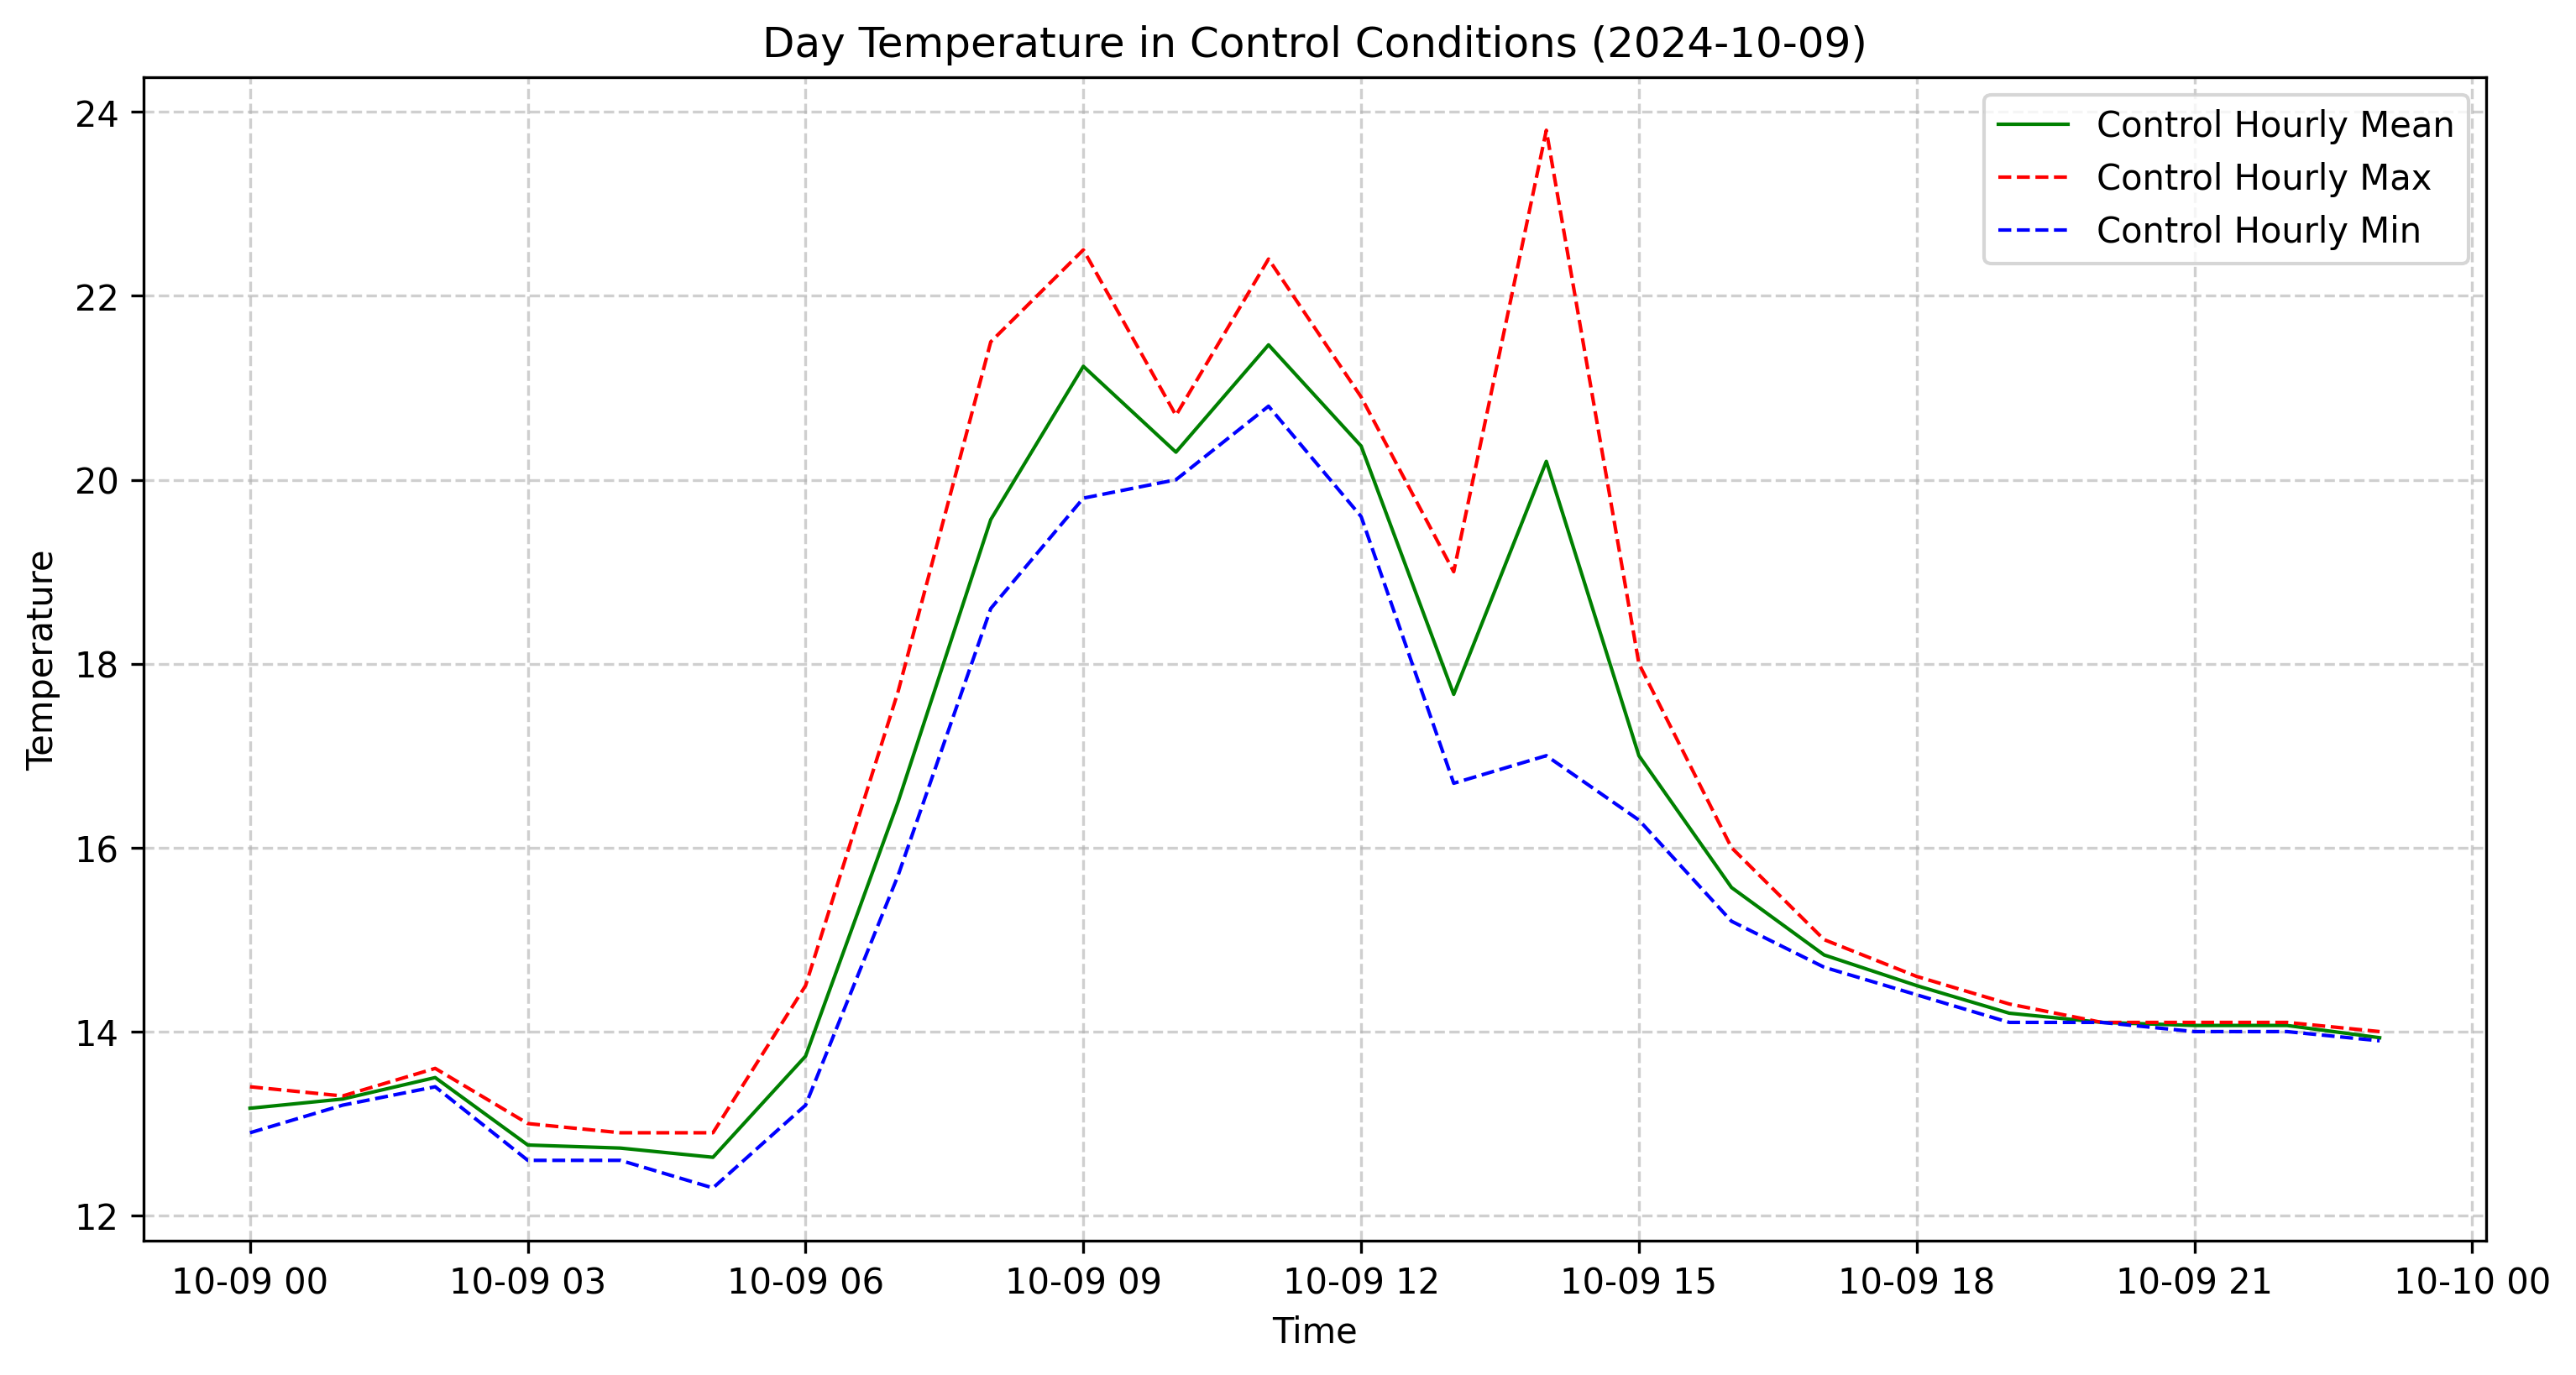 Day Temperature in Control Conditions (2024-10-09)
24
22
20
18
16
14
12
Temperature
Control Hourly Mean
Control Hourly Max
Control Hourly Min
10-09 00 10-09 03 10-09 06 10-09 09 10-09 12 10-09 15 10-09 18 10-09 21 10-10 00
Time